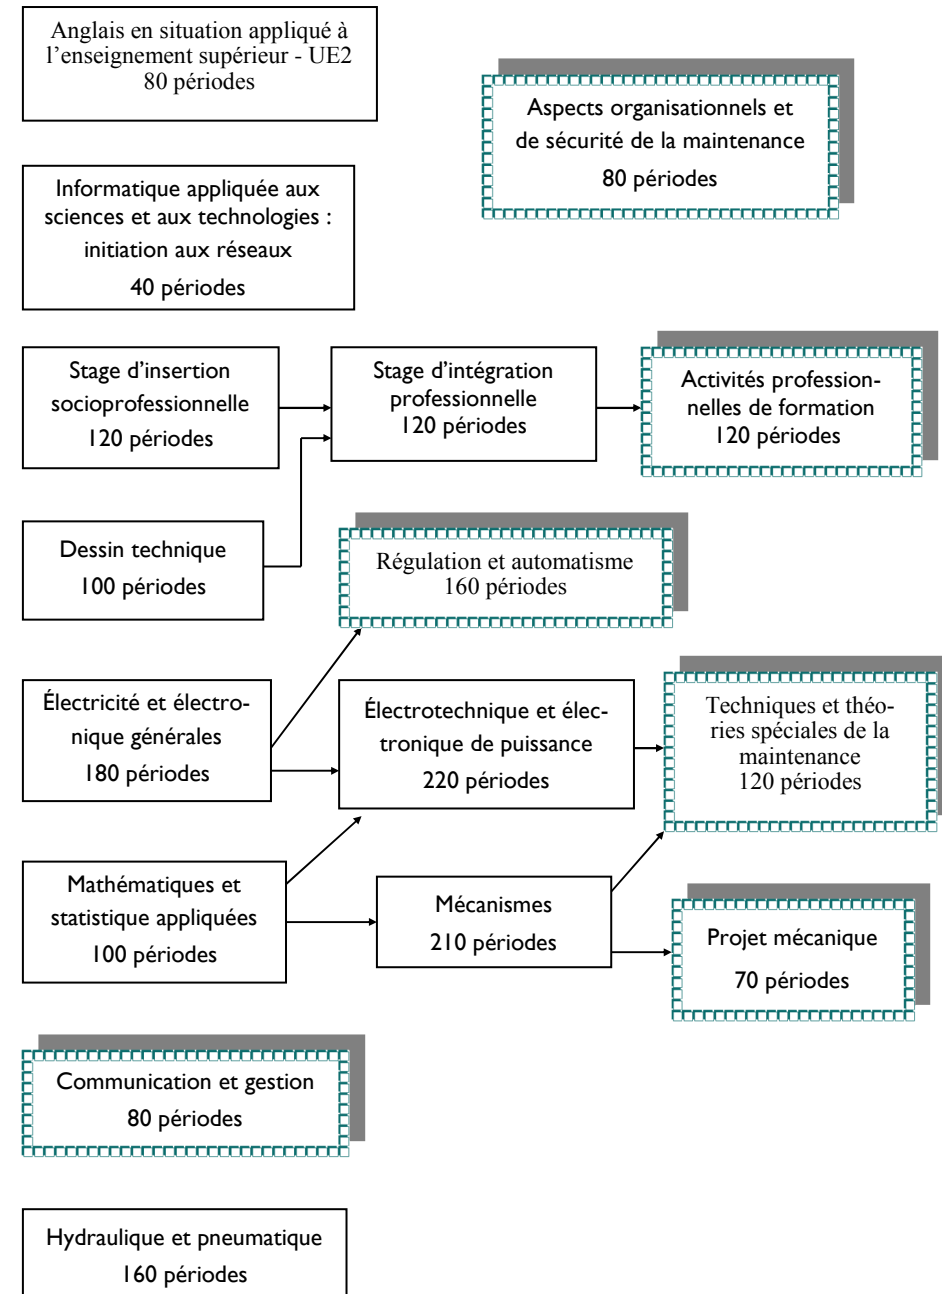 Anglais en situation appliqué à
l’enseignement supérieur - UE2
80 périodes
Aspects organisationnels et
de sécurité de la maintenance
80 périodes
Informatique appliquée aux
sciences et aux technologies :
initiation aux réseaux
40 périodes
Stage d’insertion
socioprofessionnelle
120 périodes
Stage d’intégration
professionnelle
120 périodes
Activités profession-
nelles de formation
120 périodes
Dessin technique
100 périodes
Régulation et automatisme
160 périodes
Électricité et électro-
nique générales
180 périodes
Électrotechnique et élec-
tronique de puissance
220 périodes
Techniques et théo-
ries spéciales de la
maintenance
120 périodes
Mathématiques et
statistique appliquées
100 périodes
Mécanismes
210 périodes
Projet mécanique
70 périodes
Communication et gestion
80 périodes
Hydraulique et pneumatique
160 périodes